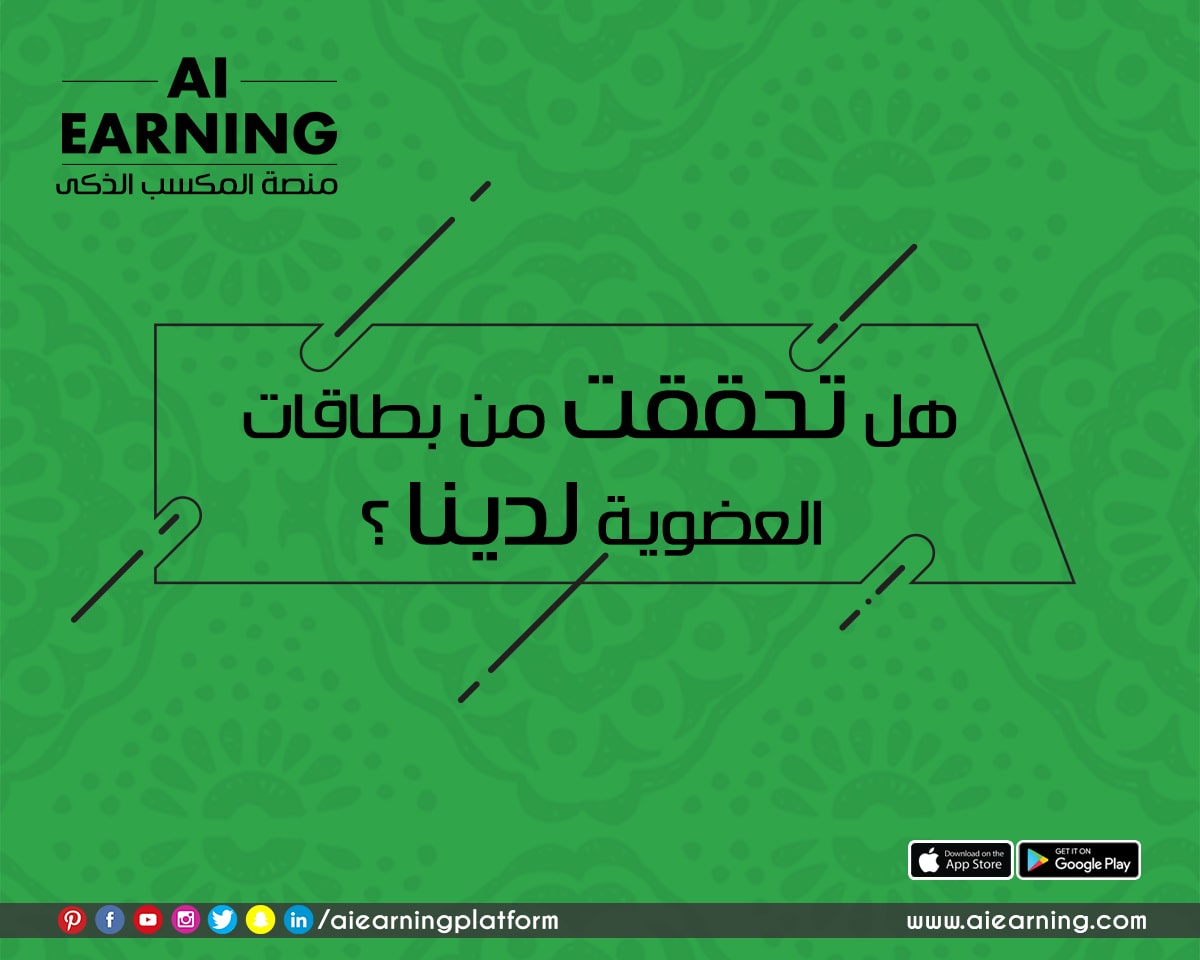 AI
EARNING
منصة المكسب الذكى
هل تحققت من بطاقات
العضوية لدينا ؟
Download on the
App Store
GET IT ON
Google Play
/aiearningplatform
www.aiearning.com